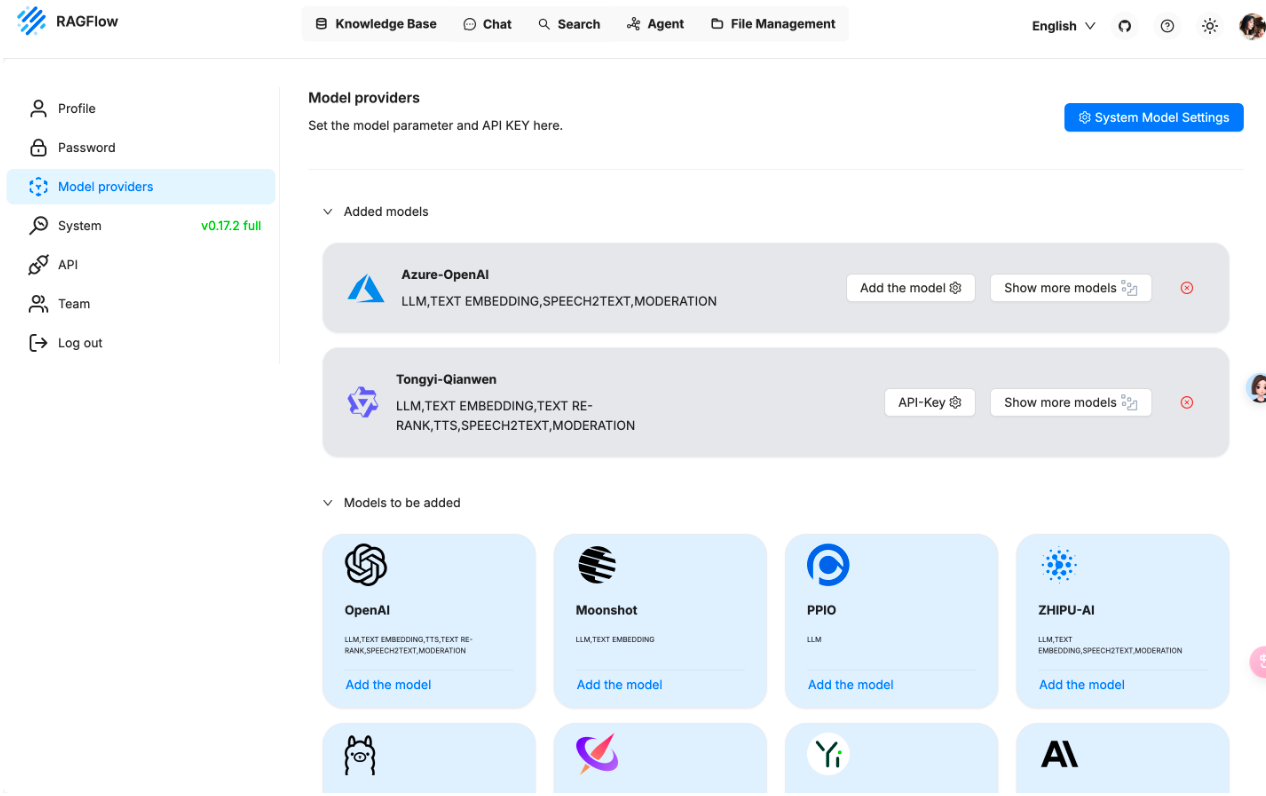 RAGFlow
Knowledge Base
Chat
Search
Agent
File Management
English
Profile
Password
Model providers
System
v0.17.2 full
API
Team
Log out
Model providers
Set the model parameter and API KEY here.
System Model Settings
Added models
Azure-OpenAI
LLM,TEXT EMBEDDING,SPEECH2TEXT,MODERATION
Add the model
Show more models
Tongyi-Qianwen
LLM,TEXT EMBEDDING,TEXT RE-
RANK,TTS,SPEECH2TEXT,MODERATION
API-Key
Show more models
Models to be added
OpenAI
LLM,TEXT EMBEDDING,TTS,TEXT RE-
RANK,SPEECH2TEXT,MODERATION
Add the model
Moonshot
LLM,TEXT EMBEDDING
Add the model
PPIO
LLM
Add the model
ZHIPU-AI
LLM,TEXT
EMBEDDING,SPEECH2TEXT,MODERATION
Add the model